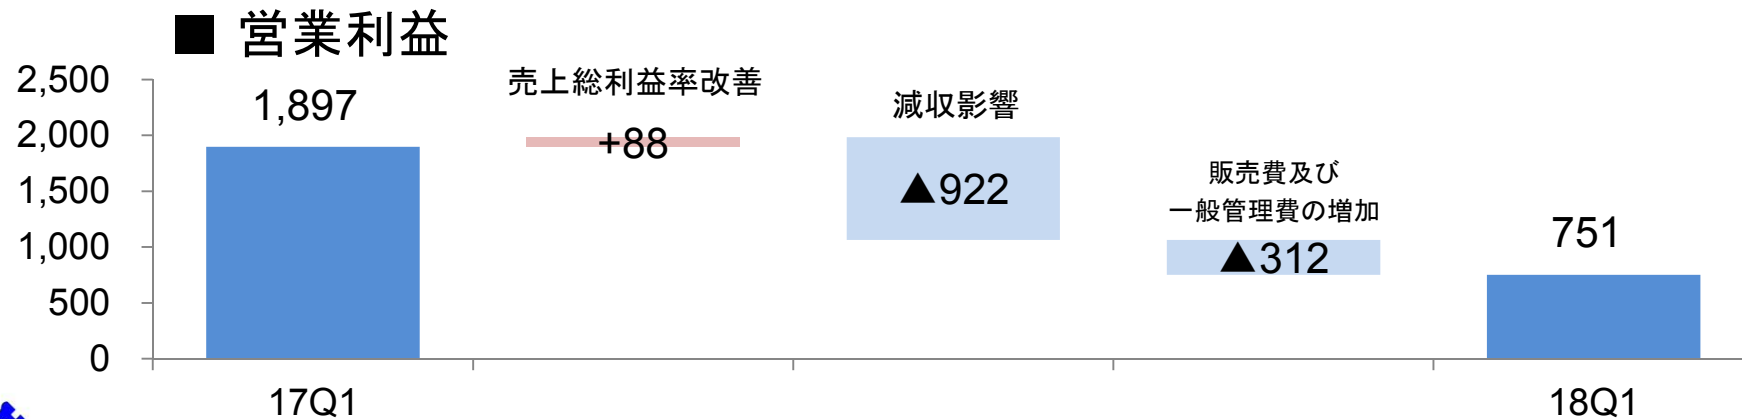 ■ 営業利益
2,500
2,000
1,500
1,000
500
0
1,897
売上総利益率改善
+88
減収影響
▲922
販売費及び
一般管理費の増加
▲312
751
17Q1
18Q1